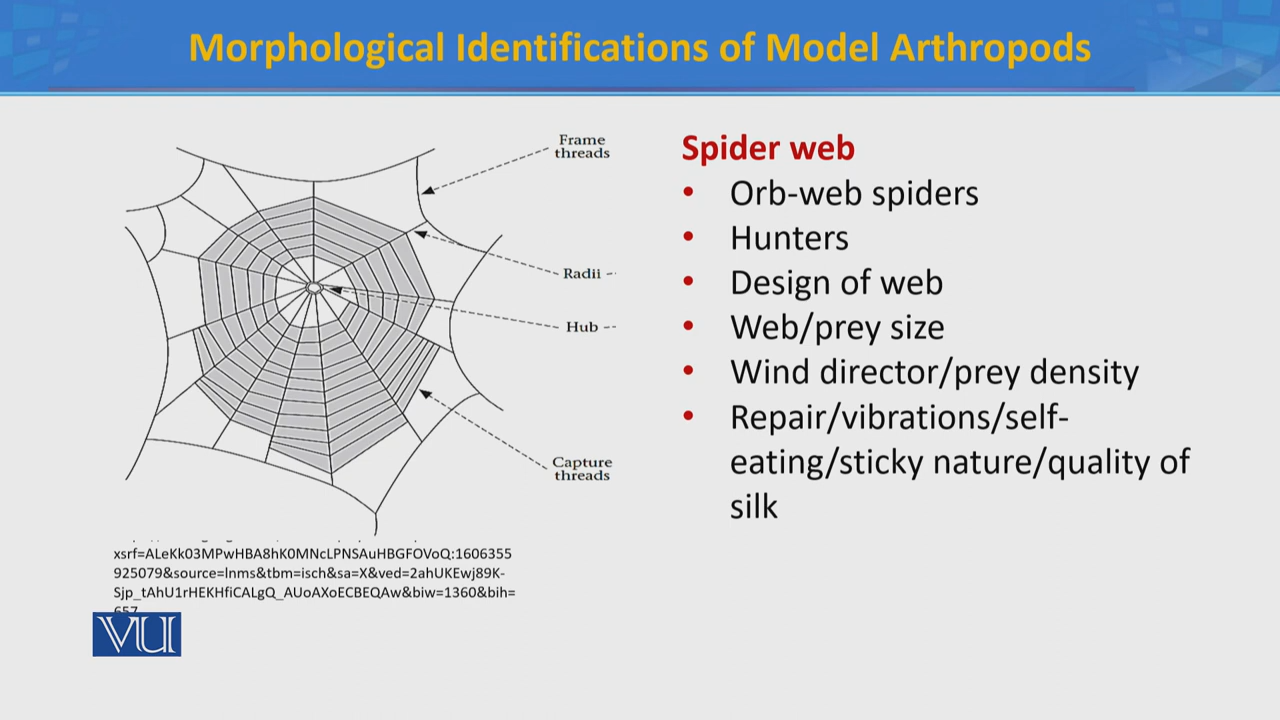 Morphological Identifications of Model Arthropods
Frame
threads
Radii
Hub
Capture
threads
Spider web
• Orb-web spiders
• Hunters
• Design of web
• Web/prey size
• Wind director/prey density
• Repair/vibrations/self-
eating/sticky nature/quality of
silk
xsrf=ALeKk03MPwHBA8hK0MNcLPNSAuHBGFOVoQ:1606355
925079&source=lnms&tbm=isch&sa=X&ved=2ahUKEwj89K-
Sjp_tAhU1rHEKHfiCALgQ_AUoAXoECBEQAw&biw=1360&bih=
657
VU